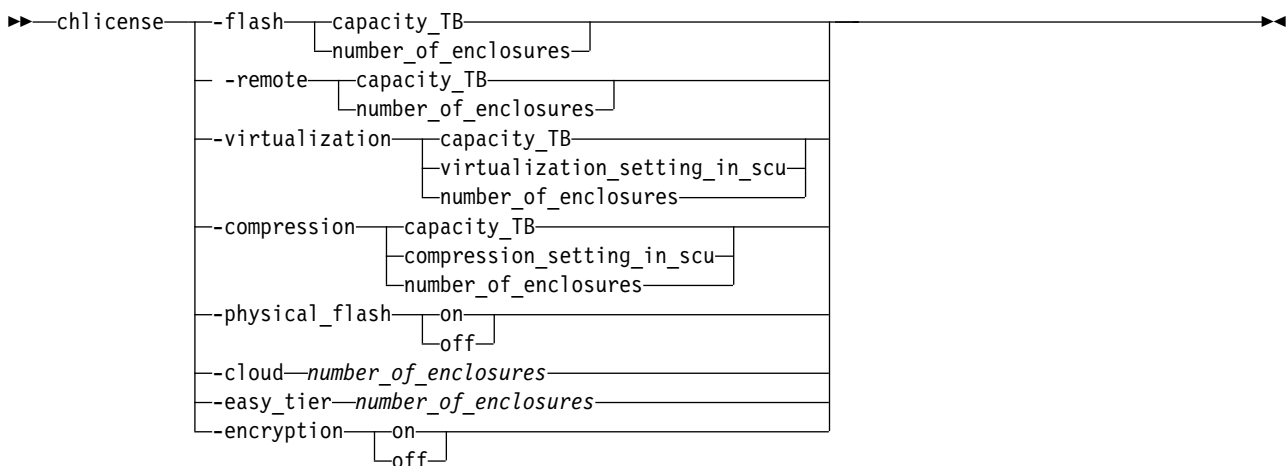 chlicense -flash capacity_TB
number_of_enclosures
-remote capacity_TB
number_of_enclosures
-virtualization capacity_TB
virtualization_setting_in_scu
number_of_enclosures
-compression capacity_TB
compression_setting_in_scu
number_of_enclosures
-physical_flash on
off
-cloud number_of_enclosures
-easy_tier number_of_enclosures
-encryption on
off